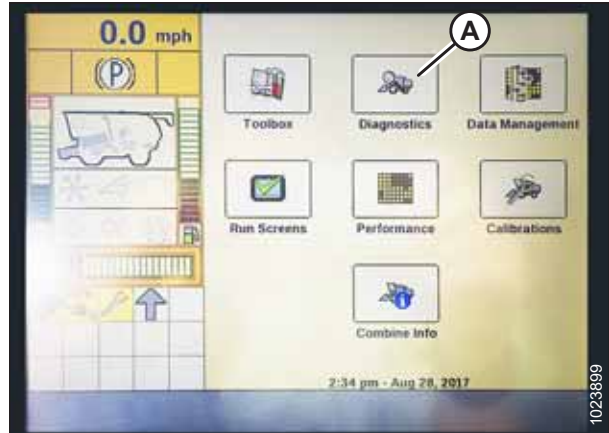 0.0 mph
A
(P)
Toolbox
Diagnostics
Data Management
Run Screens
Performance
Calibrations
Combine Info
2:34 pm - Aug 28, 2017
1023899